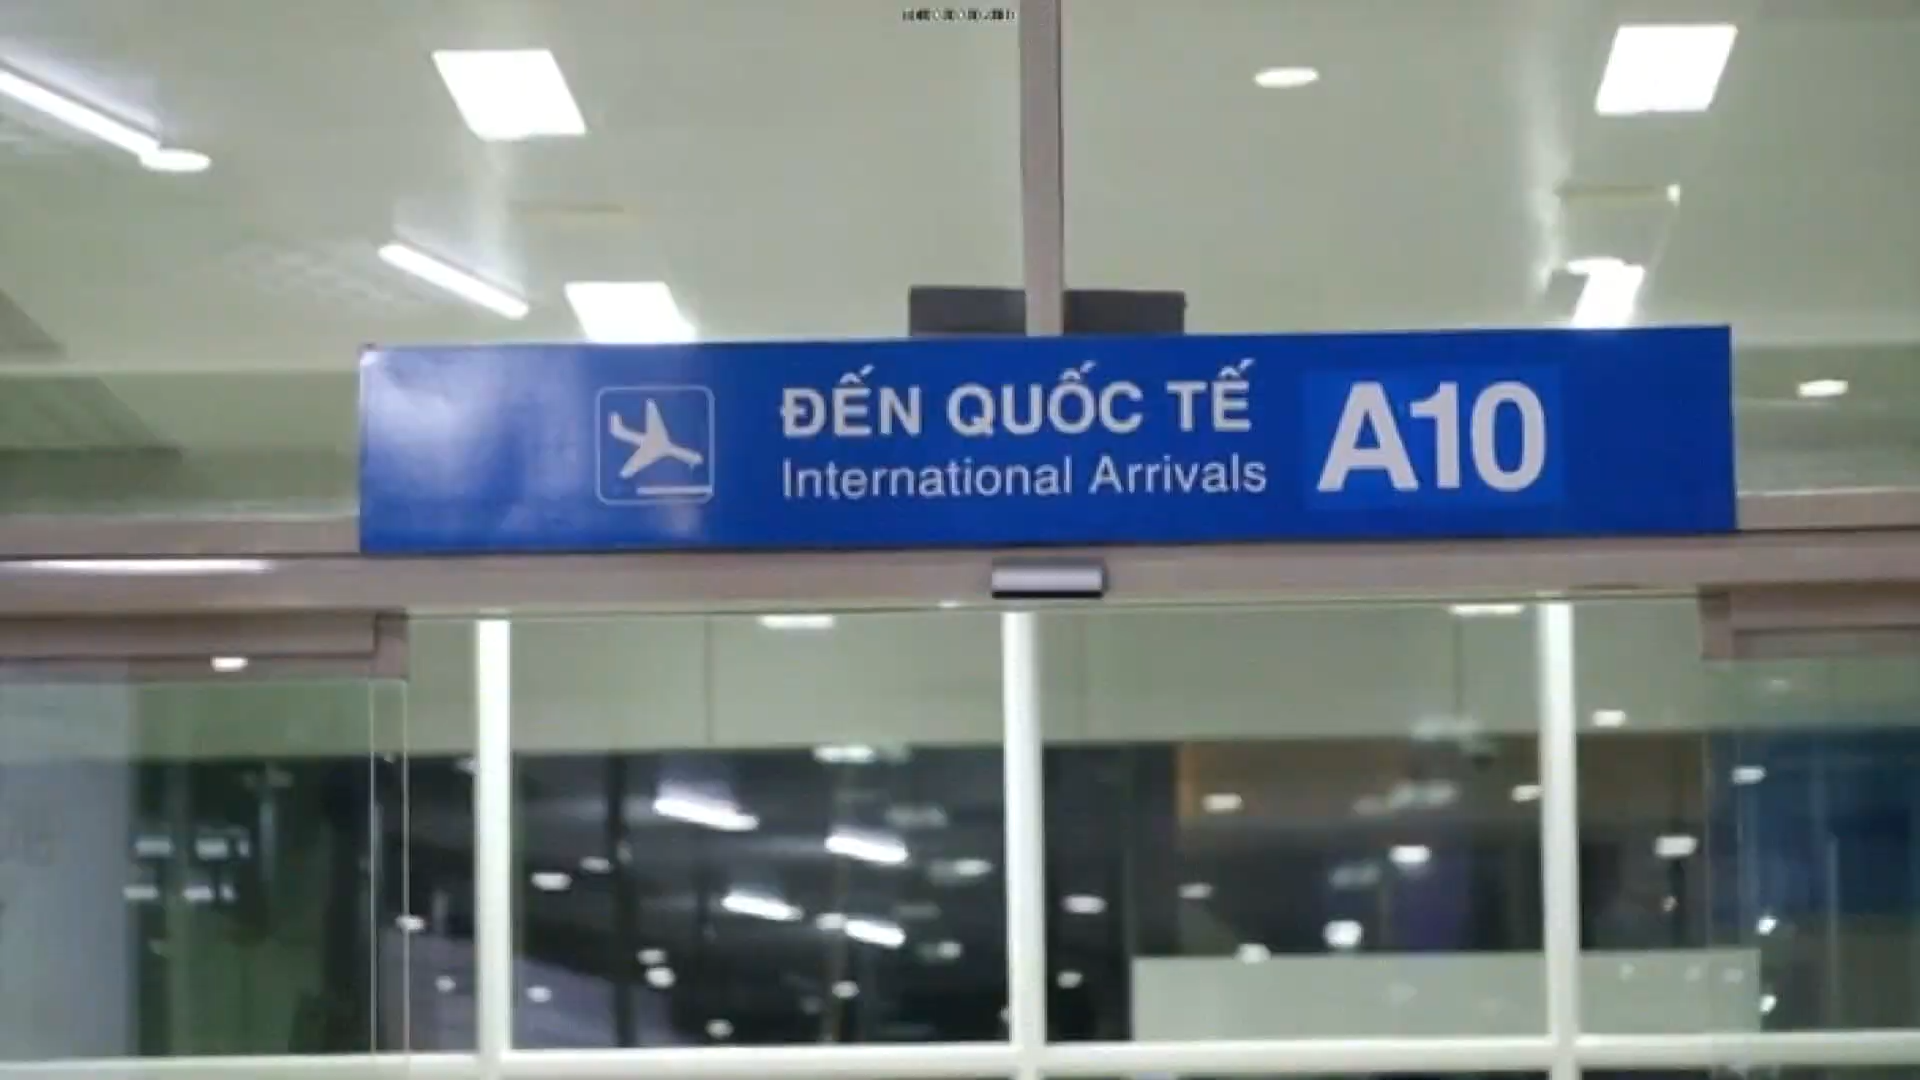 ĐẾN QUỐC TẾ
International Arrivals
A10